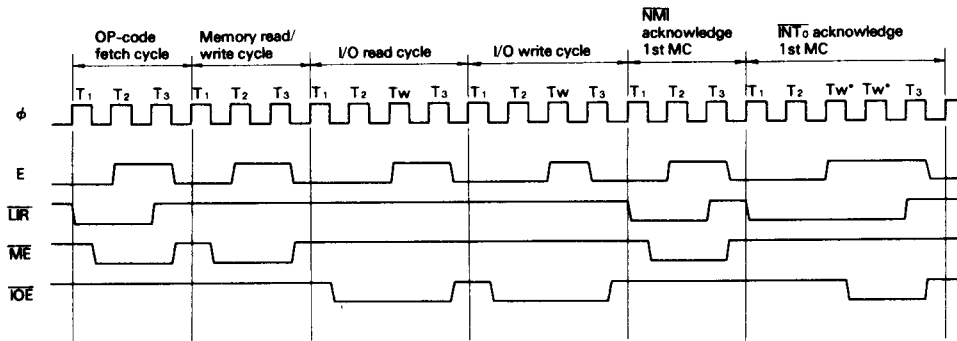 OP-code
fetch cycle
Memory read/
write cycle
I/O read cycle
I/O write cycle
NMI
acknowledge
1st MC
INT₀ acknowledge
1st MC
T₁ T₂ T₃ T₁ T₂ T₃ T₁ T₂ Tw T₃ T₁ T₂ Tw T₃ T₁ T₂ T₃ T₁ T₂ Tw* Tw* T₃
ϕ
E
LIR
ME
IOE